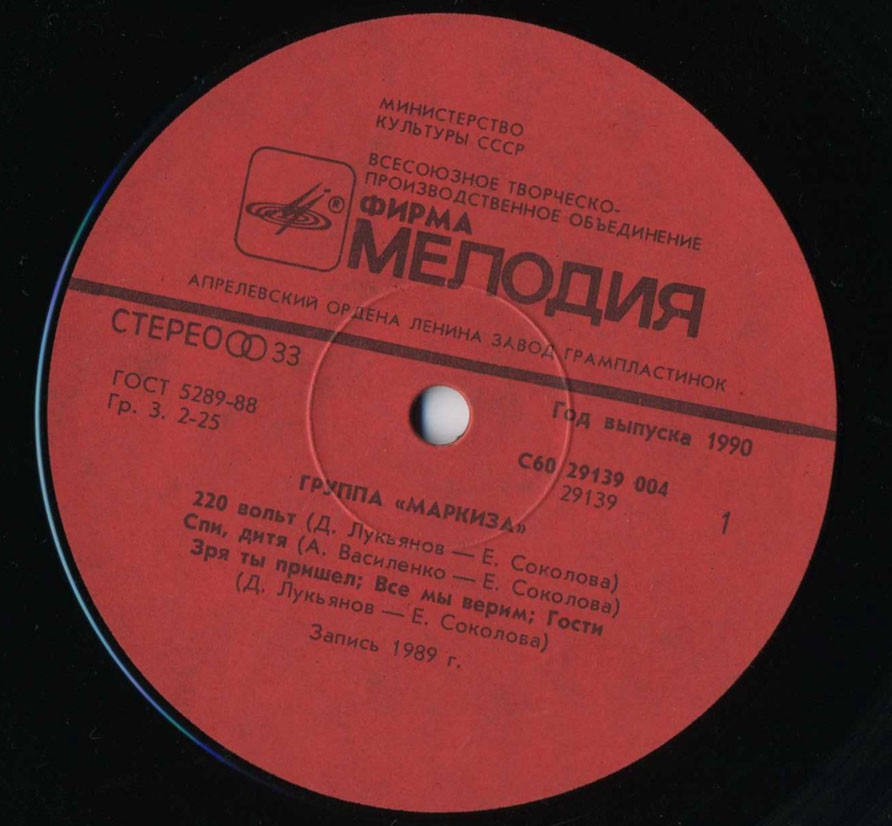 МИНИСТЕРСТВО
КУЛЬТУРЫ СССР
ВСЕСОЮЗНОЕ ТВОРЧЕСКО-
ПРОИЗВОДСТВЕННОЕ ОБЪЕДИНЕНИЕ
ФИРМА
®
МЕЛОДИЯ
АПРЕЛЕВСКИЙ ОРДЕНА ЛЕНИНА ЗАВОД ГРАМПЛАСТИНОК
СТЕРЕО 33
ГОСТ 5289-88
Гр. 3. 2-25
Год выпуска 1990
С60 29139 004
29139
1
ГРУППА «МАРКИЗА»
220 вольт (Д. Лукьянов — Е. Соколова)
Спи, дитя (А. Василенко — Е. Соколова)
Зря ты пришел; Все мы верим; Гости
(Д. Лукьянов — Е. Соколова)
Запись 1989 г.